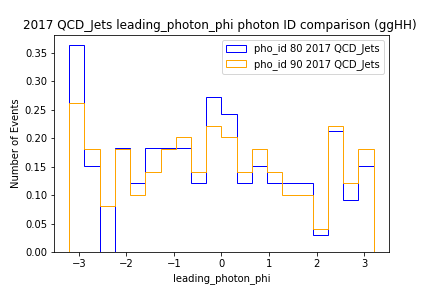 2017 QCD_Jets leading_photon_phi photon ID comparison (ggHH)
pho_id 80 2017 QCD_Jets
pho_id 90 2017 QCD_Jets
Number of Events
0.35
0.30
0.25
0.20
0.15
0.10
0.05
0.00
−3 −2 −1 0 1 2 3
leading_photon_phi